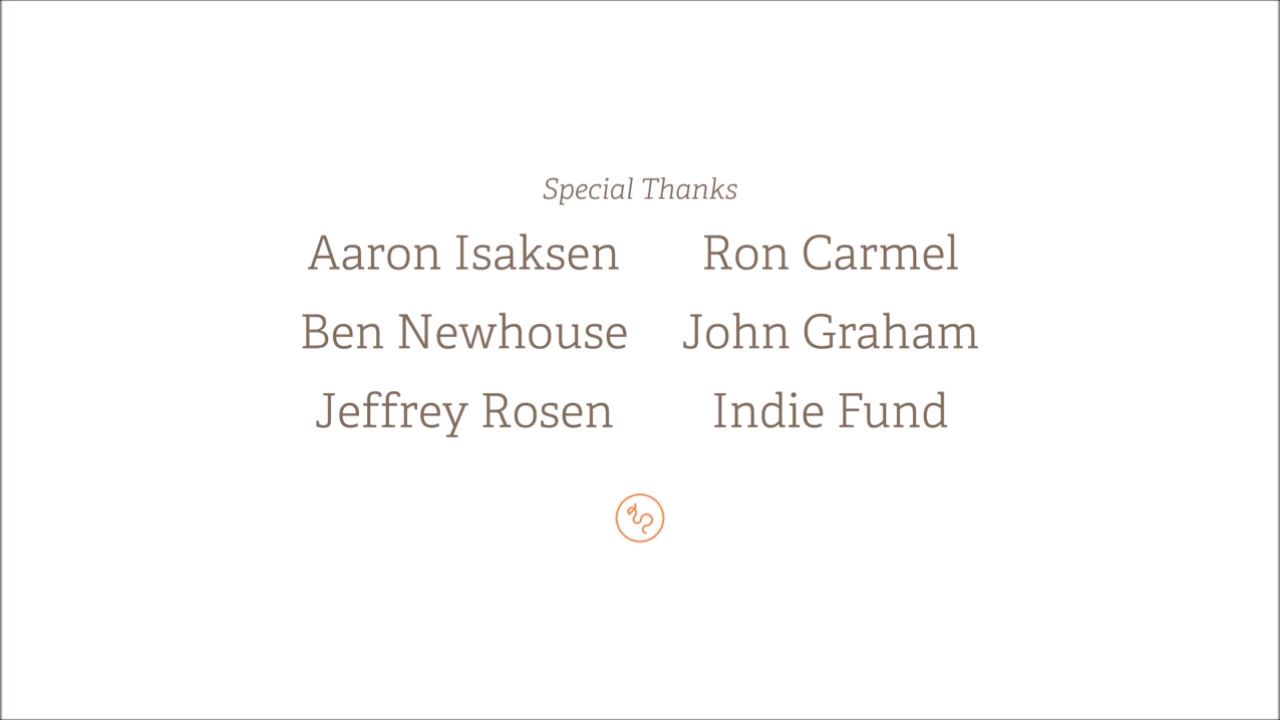 Special Thanks
Aaron Isaksen
Ron Carmel
Ben Newhouse
John Graham
Jeffrey Rosen
Indie Fund